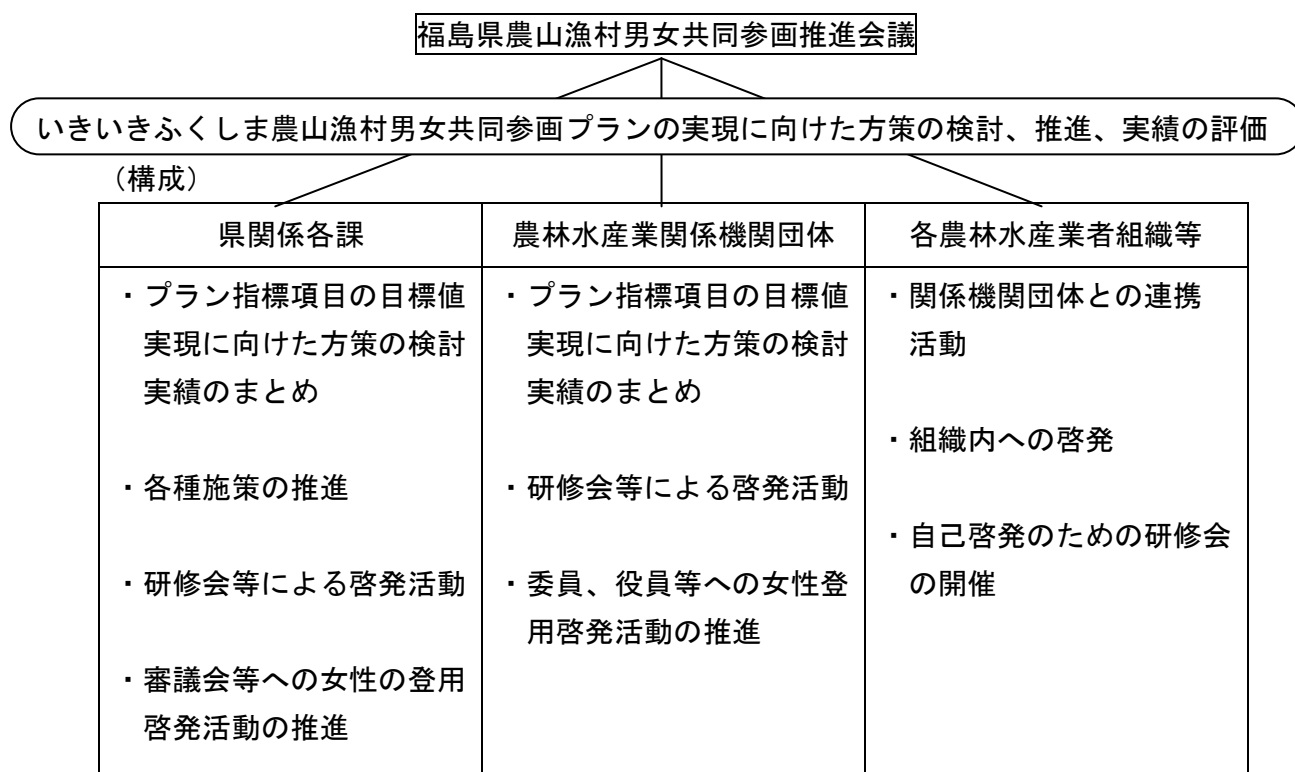 福島県農山漁村男女共同参画推進会議
いきいきふくしま農山漁村男女共同参画プランの実現に向けた方策の検討、推進、実績の評価
（構成）
県関係各課
・プラン指標項目の目標値
実現に向けた方策の検討
実績のまとめ
・各種施策の推進
・研修会等による啓発活動
・審議会等への女性の登用
啓発活動の推進
農林水産業関係機関団体
・プラン指標項目の目標値
実現に向けた方策の検討
実績のまとめ
・研修会等による啓発活動
・委員、役員等への女性登
用啓発活動の推進
各農林水産業者組織等
・関係機関団体との連携
活動
・組織内への啓発
・自己啓発のための研修会
の開催